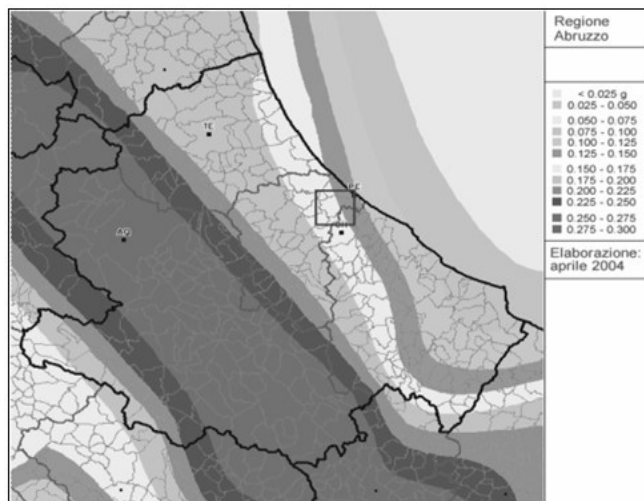 Regione
Abruzzo
< 0.025 g
0.025 - 0.050
0.050 - 0.075
0.075 - 0.100
0.100 - 0.125
0.125 - 0.150
0.150 - 0.175
0.175 - 0.200
0.200 - 0.225
0.225 - 0.250
0.250 - 0.275
0.275 - 0.300
Elaborazione:
aprile 2004
TE
PE
AQ